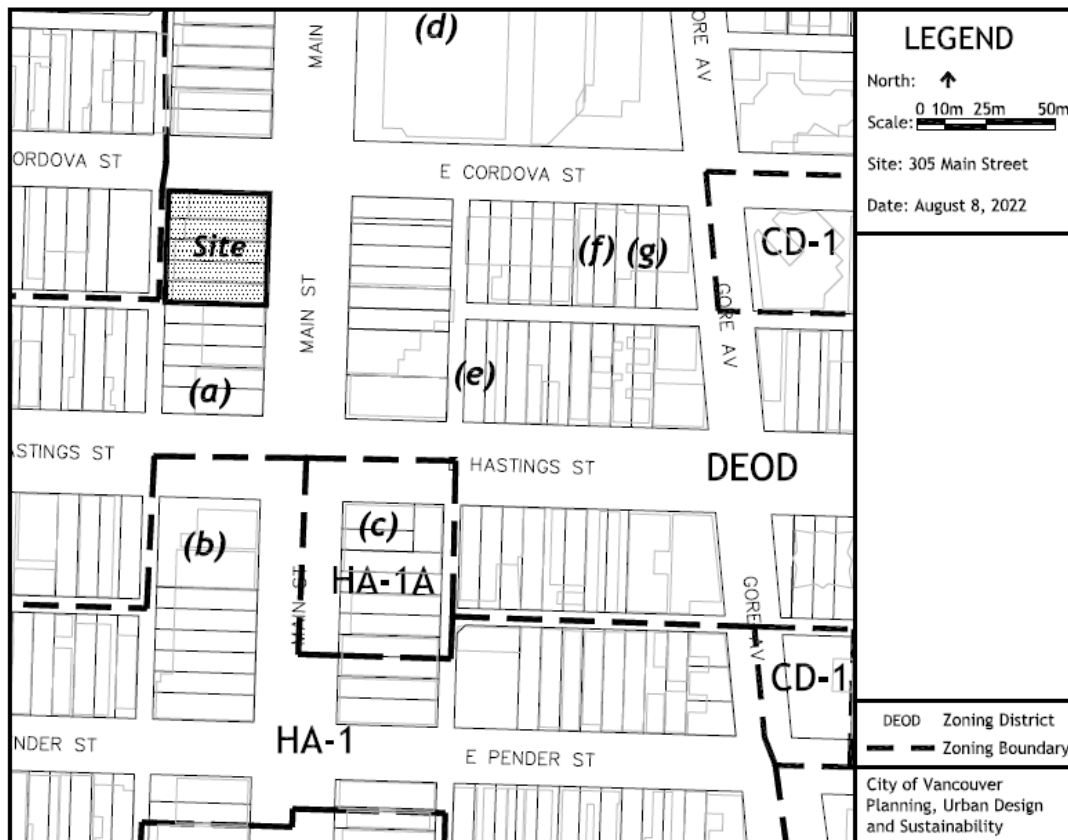 (d)
MAIN
ORE AV
ORDOVA ST
E CORDOVA ST
Site
MAIN ST
(f) (g)
CD-1
GORE AV
(a)
(e)
ASTINGS ST
E HASTINGS ST
DEOD
(b)
(c)
HA-1A
MAIN ST
GORE AV
CD-1
NDER ST
HA-1
E PENDER ST
LEGEND
North:
0 10m 25m 50m
Scale:
Site: 305 Main Street
Date: August 8, 2022
DEOD Zoning District
Zoning Boundary
City of Vancouver
Planning, Urban Design
and Sustainability